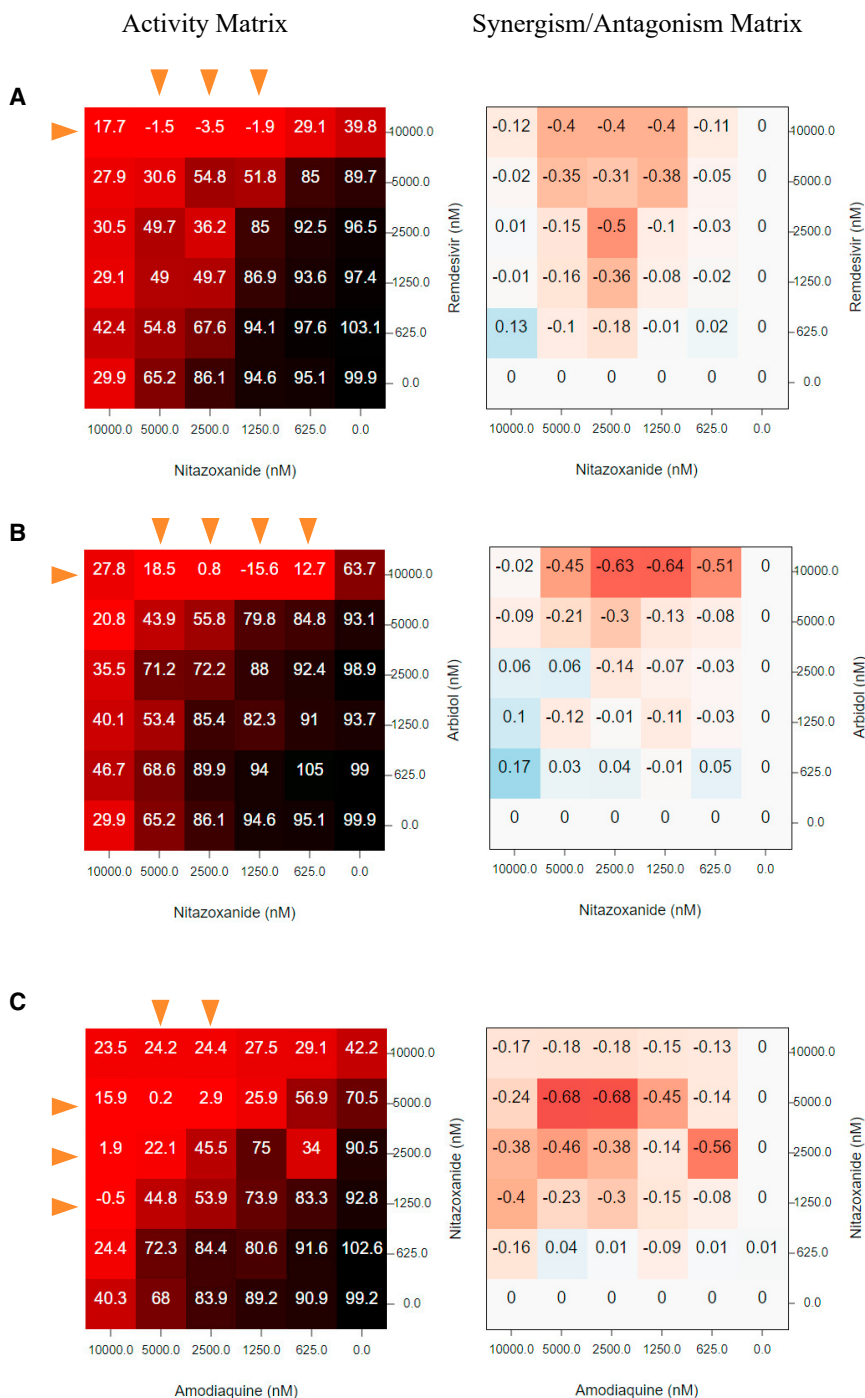 Activity Matrix Synergism/Antagonism Matrix
A
17.7 -1.5 -3.5 -1.9 29.1 39.8 10000.0 -0.12 -0.4 -0.4 -0.4 -0.11 0 10000.0
27.9 30.6 54.8 51.8 85 89.7 5000.0 -0.02 -0.35 -0.31 -0.38 -0.05 0 5000.0
30.5 49.7 36.2 85 92.5 96.5 2500.0 0.01 -0.15 -0.5 -0.1 -0.03 0 2500.0
29.1 49 49.7 86.9 93.6 97.4 1250.0 -0.01 -0.16 -0.36 -0.08 -0.02 0 1250.0
42.4 54.8 67.6 94.1 97.6 103.1 625.0 0.13 -0.1 -0.18 -0.01 0.02 0 625.0
29.9 65.2 86.1 94.6 95.1 99.9 0.0 0 0 0 0 0 0 0.0
Remdesivir (nM) Remdesivir (nM)
10000.0 5000.0 2500.0 1250.0 625.0 0.0 10000.0 5000.0 2500.0 1250.0 625.0 0.0
Nitazoxanide (nM) Nitazoxanide (nM)
B
27.8 18.5 0.8 -15.6 12.7 63.7 10000.0 -0.02 -0.45 -0.63 -0.64 -0.51 0 10000.0
20.8 43.9 55.8 79.8 84.8 93.1 5000.0 -0.09 -0.21 -0.3 -0.13 -0.08 0 5000.0
35.5 71.2 72.2 88 92.4 98.9 2500.0 0.06 0.06 -0.14 -0.07 -0.03 0 2500.0
40.1 53.4 85.4 82.3 91 93.7 1250.0 0.1 -0.12 -0.01 -0.11 -0.03 0 1250.0
46.7 68.6 89.9 94 105 99 625.0 0.17 0.03 0.04 -0.01 0.05 0 625.0
29.9 65.2 86.1 94.6 95.1 99.9 0.0 0 0 0 0 0 0 0.0
Arbidol (nM) Arbidol (nM)
10000.0 5000.0 2500.0 1250.0 625.0 0.0 10000.0 5000.0 2500.0 1250.0 625.0 0.0
Nitazoxanide (nM) Nitazoxanide (nM)
C
23.5 24.2 24.4 27.5 29.1 42.2 10000.0 -0.17 -0.18 -0.18 -0.15 -0.13 0 10000.0
15.9 0.2 2.9 25.9 56.9 70.5 5000.0 -0.24 -0.68 -0.68 -0.45 -0.14 0 5000.0
1.9 22.1 45.5 75 34 90.5 2500.0 -0.38 -0.46 -0.38 -0.14 -0.56 0 2500.0
-0.5 44.8 53.9 73.9 83.3 92.8 1250.0 -0.4 -0.23 -0.3 -0.15 -0.08 0 1250.0
24.4 72.3 84.4 80.6 91.6 102.6 625.0 -0.16 0.04 0.01 -0.09 0.01 0.01 625.0
40.3 68 83.9 89.2 90.9 99.2 0.0 0 0 0 0 0 0 0.0
Nitazoxanide (nM) Nitazoxanide (nM)
10000.0 5000.0 2500.0 1250.0 625.0 0.0 10000.0 5000.0 2500.0 1250.0 625.0 0.0
Amodiaquine (nM) Amodiaquine (nM)